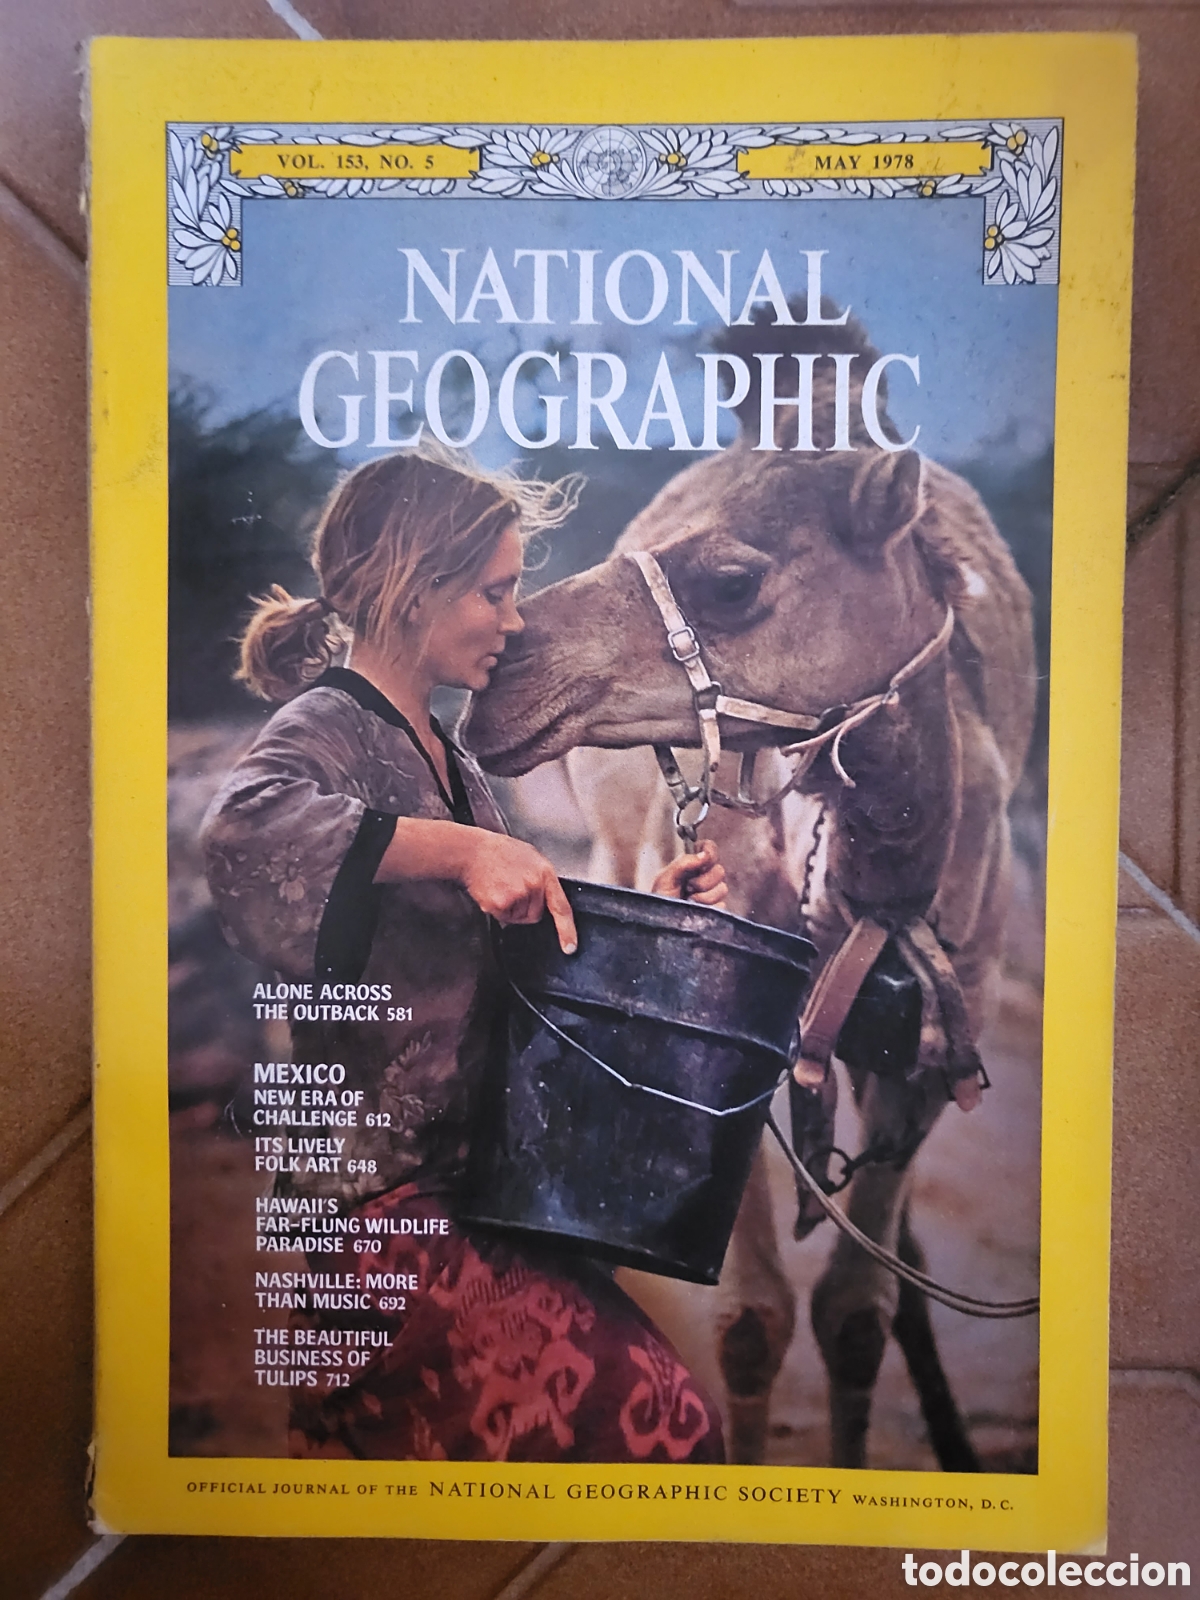 VOL. 153, NO. 5
MAY 1978
NATIONAL
GEOGRAPHIC
ALONE ACROSS
THE OUTBACK 581
MEXICO
NEW ERA OF
CHALLENGE 612
ITS LIVELY
FOLK ART 648
HAWAII'S
FAR-FLUNG WILDLIFE
PARADISE 670
NASHVILLE: MORE
THAN MUSIC 692
THE BEAUTIFUL
BUSINESS OF
TULIPS 712
OFFICIAL JOURNAL OF THE NATIONAL GEOGRAPHIC SOCIETY WASHINGTON, D.C.
todocoleccion